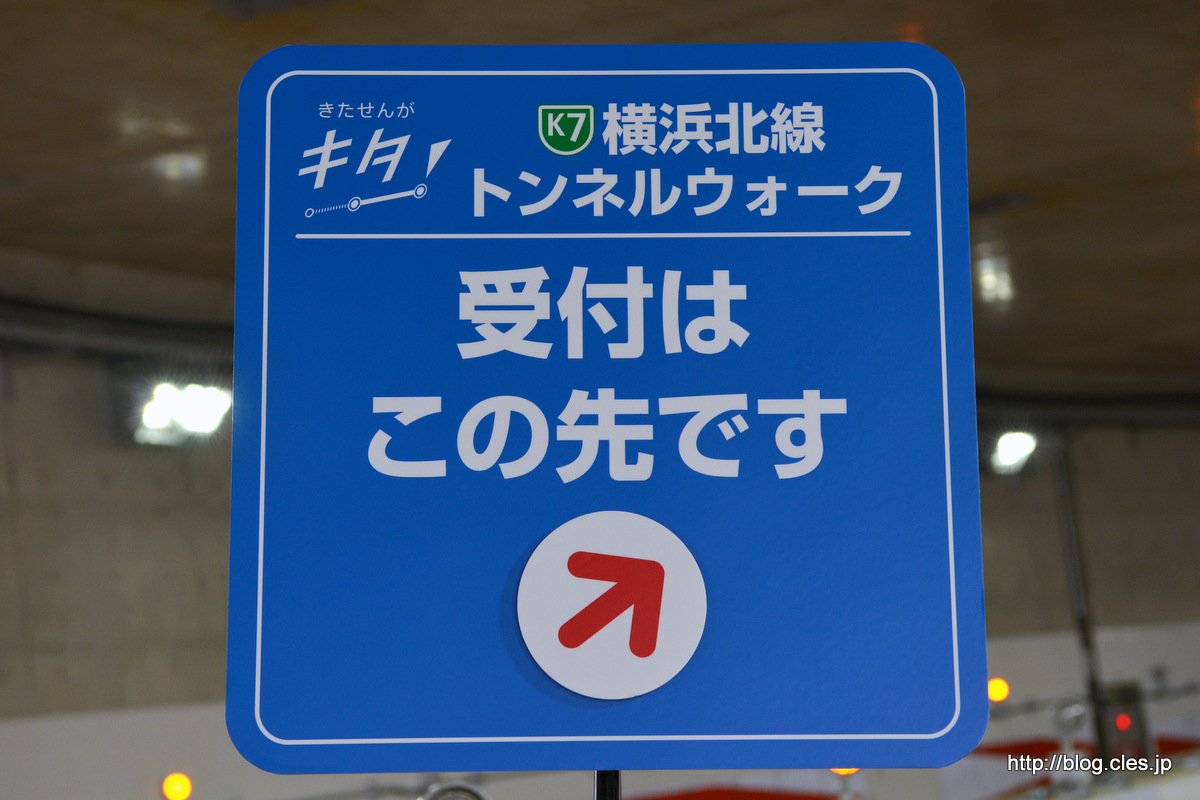 きたせんが
キタ!
K7 横浜北線
トンネルウォーク
受付は
この先です
http://blog.cles.jp